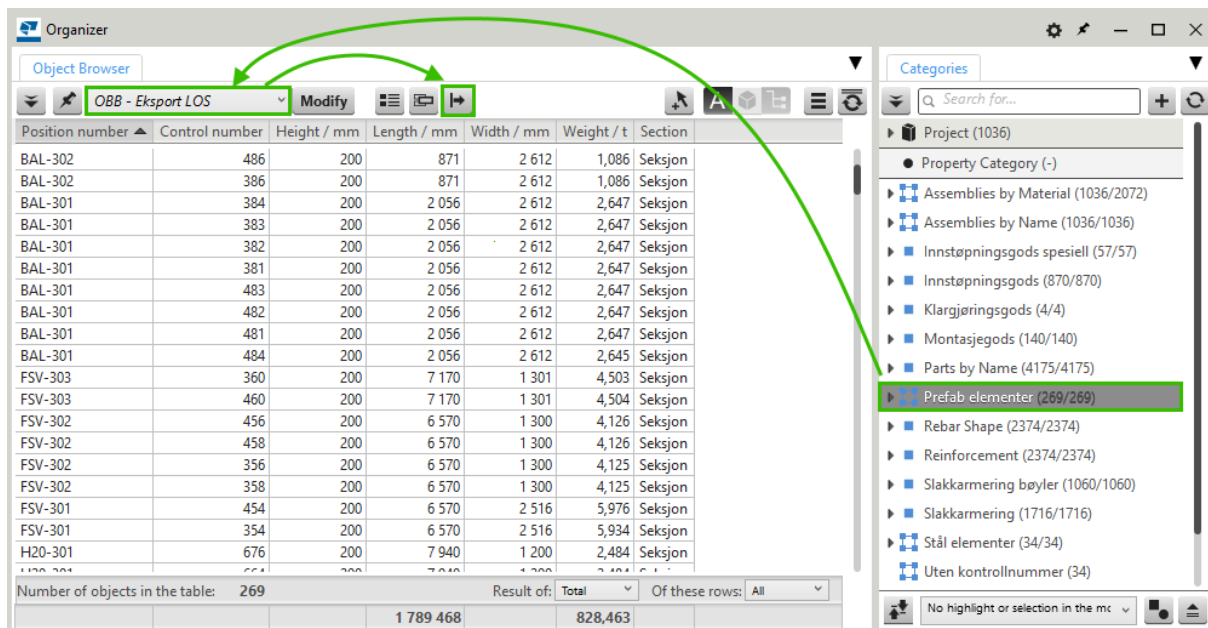 Organizer
Object Browser
OBB - Eksport LOS
Modify
A
Position number Control number Height / mm Length / mm Width / mm Weight / t Section
BAL-302 486 200 871 2 612 1,086 Seksjon
BAL-302 386 200 871 2 612 1,086 Seksjon
BAL-301 384 200 2 056 2 612 2,647 Seksjon
BAL-301 383 200 2 056 2 612 2,647 Seksjon
BAL-301 382 200 2 056 2 612 2,647 Seksjon
BAL-301 381 200 2 056 2 612 2,647 Seksjon
BAL-301 483 200 2 056 2 612 2,647 Seksjon
BAL-301 482 200 2 056 2 612 2,647 Seksjon
BAL-301 481 200 2 056 2 612 2,647 Seksjon
BAL-301 484 200 2 056 2 612 2,645 Seksjon
FSV-303 360 200 7 170 1 301 4,503 Seksjon
FSV-303 460 200 7 170 1 301 4,504 Seksjon
FSV-302 456 200 6 570 1 300 4,126 Seksjon
FSV-302 458 200 6 570 1 300 4,126 Seksjon
FSV-302 356 200 6 570 1 300 4,125 Seksjon
FSV-302 358 200 6 570 1 300 4,125 Seksjon
FSV-301 454 200 6 570 2 516 5,976 Seksjon
FSV-301 354 200 6 570 2 516 5,934 Seksjon
H20-301 676 200 7 940 1 200 2,484 Seksjon
Number of objects in the table: 269 Result of: Total Of these rows: All
1 789 468 828,463
Categories
Search for...
Project (1036)
Property Category (-)
Assemblies by Material (1036/2072)
Assemblies by Name (1036/1036)
Innstøpningsgods spesiell (57/57)
Innstøpningsgods (870/870)
Klargjøringsgods (4/4)
Montasjegods (140/140)
Parts by Name (4175/4175)
Prefab elementer (269/269)
Rebar Shape (2374/2374)
Reinforcement (2374/2374)
Slakkarmering bøyler (1060/1060)
Slakkarmering (1716/1716)
Stål elementer (34/34)
Uten kontrollnummer (34)
No highlight or selection in the mc